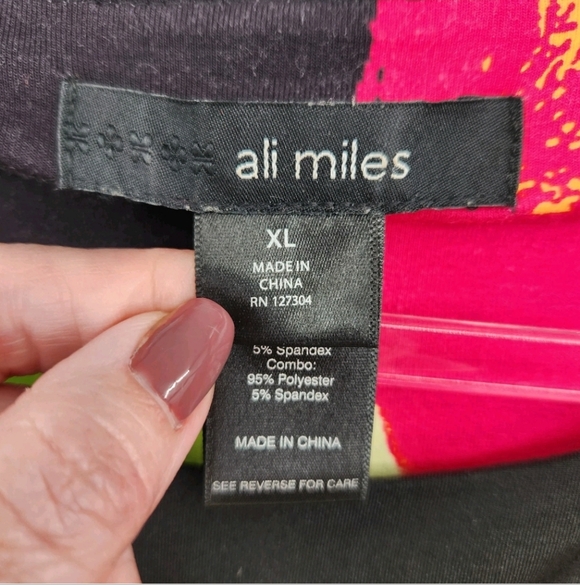 ali miles
XL
MADE IN
CHINA
RN 127304
5% Spandex
Combo:
95% Polyester
5% Spandex
MADE IN CHINA
SEE REVERSE FOR CARE